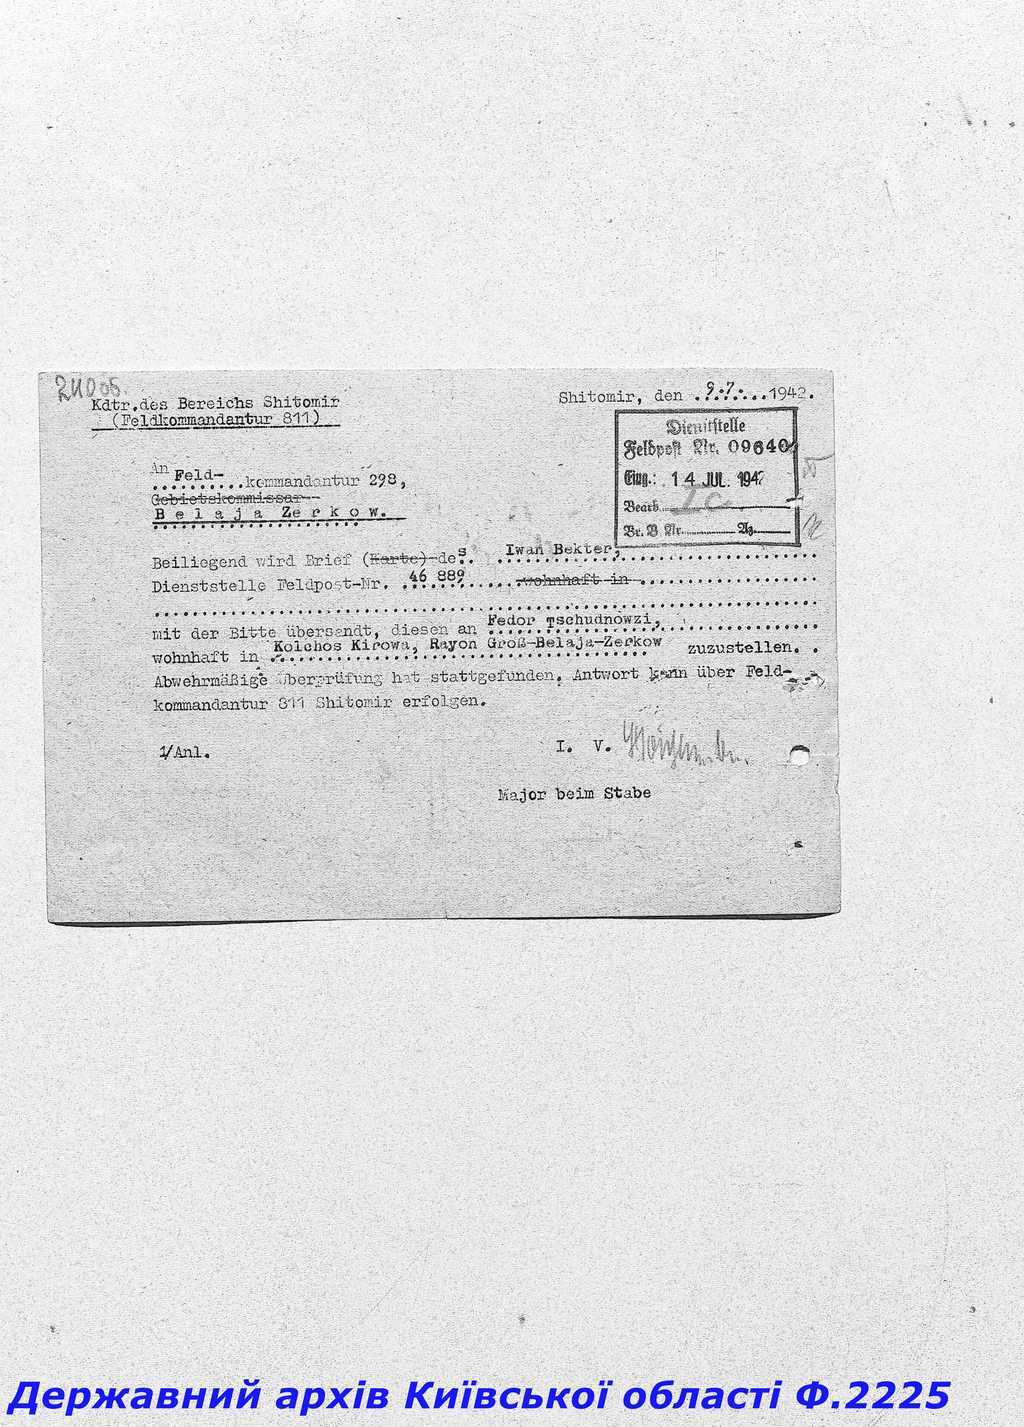 Kdtr.des Bereichs Shitomir
(Feldkommandantur 811)
Shitomir, den 9.7. 1942.
Dienststelle
Feldpost Nr. 09640
Eing.: 14 JUL. 1942
Bearb. Ic
Br. B Nr. Az.
An Feld-
kommandantur 298,
Gebietskommissar
Belaja Zerkow.
Beiliegend wird Brief (Karte) des Iwan Bekter,
Dienststelle Feldpost-Nr. 46 889 wohnhaft in
mit der Bitte übersandt, diesen an Fedor Tschudnowzi,
wohnhaft in Kolchos Kirowa, Rayon Groß-Belaja-Zerkow zuzustellen.
Abwehrmäßige Überprüfung hat stattgefunden. Antwort kann über Feld-
kommandantur 811 Shitomir erfolgen.
1/Anl.
I. V.
Major beim Stabe
Державний архів Київської області Ф.2225